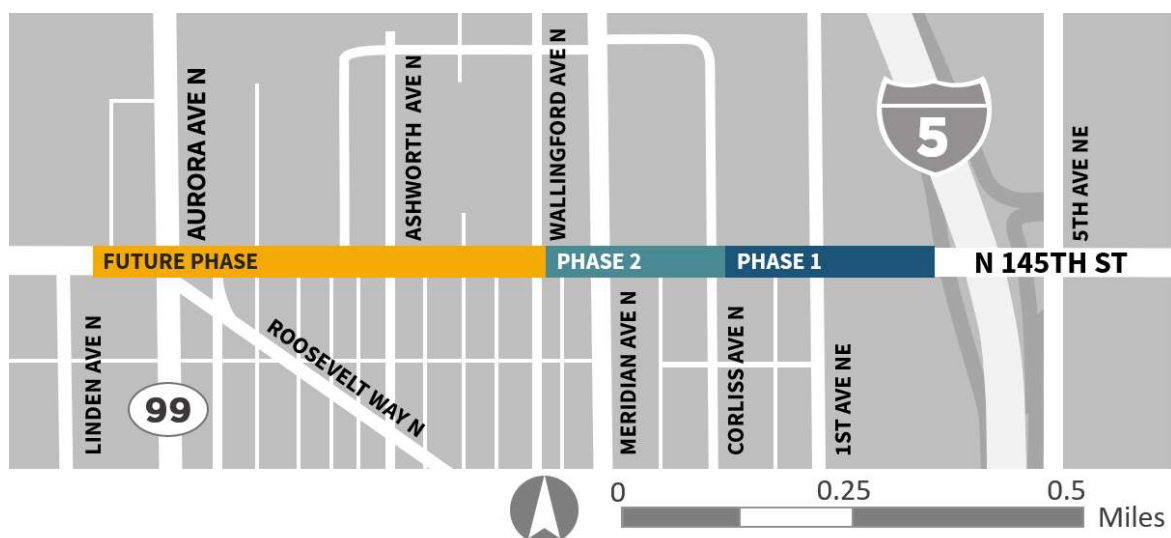 AURORA AVE N
ASHWORTH AVE N
WALLINGFORD AVE N
5
5TH AVE NE
FUTURE PHASE
PHASE 2
PHASE 1
N 145TH ST
LINDEN AVE N
99
ROOSEVELT WAY N
MERIDIAN AVE N
CORLISS AVE N
1ST AVE NE
0
0.25
0.5
Miles